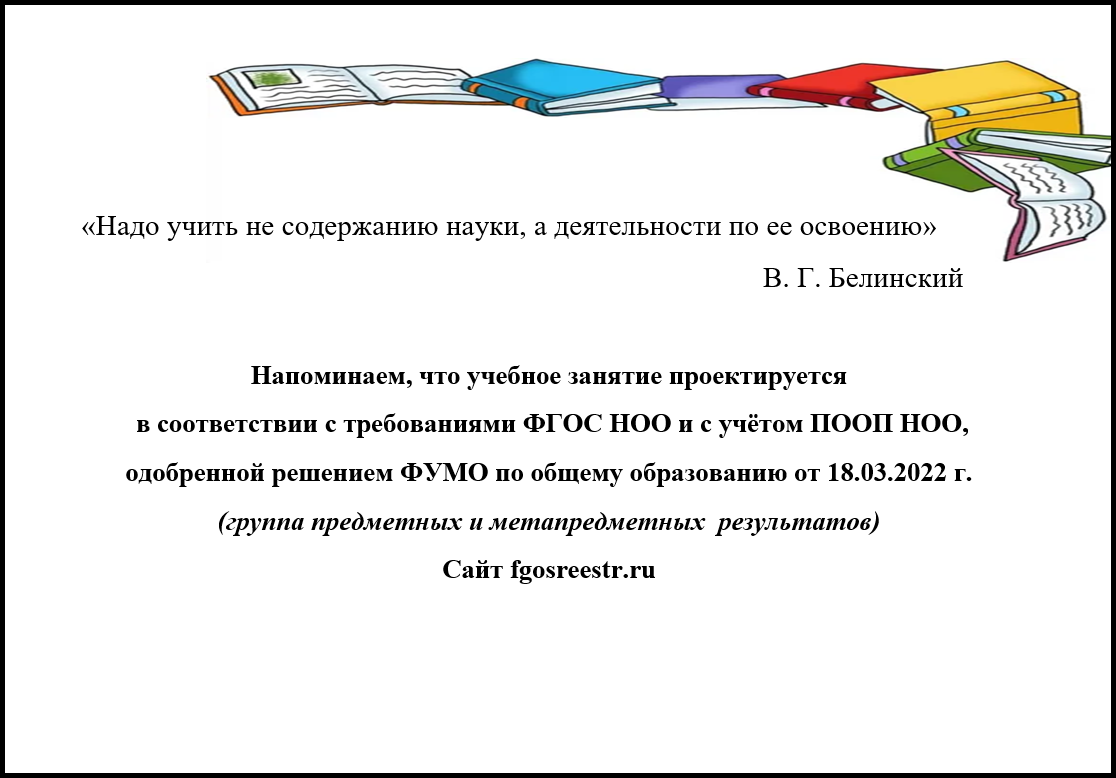 «Надо учить не содержанию науки, а деятельности по ее освоению»
В. Г. Белинский
Напоминаем, что учебное занятие проектируется
в соответствии с требованиями ФГОС НОО и с учётом ПООП НОО,
одобренной решением ФУМО по общему образованию от 18.03.2022 г.
(группа предметных и метапредметных результатов)
Сайт fgosreestr.ru